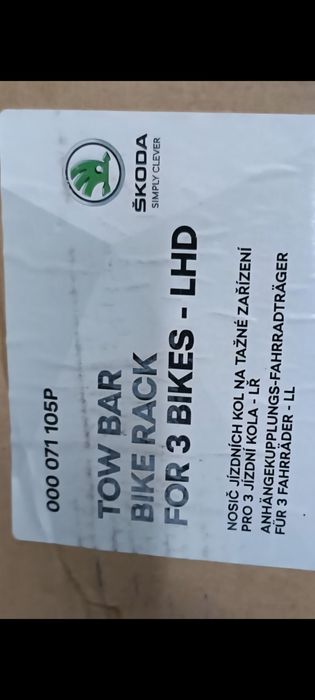 ŠKODA
SIMPLY CLEVER
000 071 105P
TOW BAR
BIKE RACK
FOR 3 BIKES - LHD
NOSIČ JÍZDNÍCH KOL NA TAŽNÉ ZAŘÍZENÍ
PRO 3 JÍZDNÍ KOLA - LŘ
ANHÄNGEKUPPLUNGS-FAHRRADTRÄGER
FÜR 3 FAHRRÄDER - LL